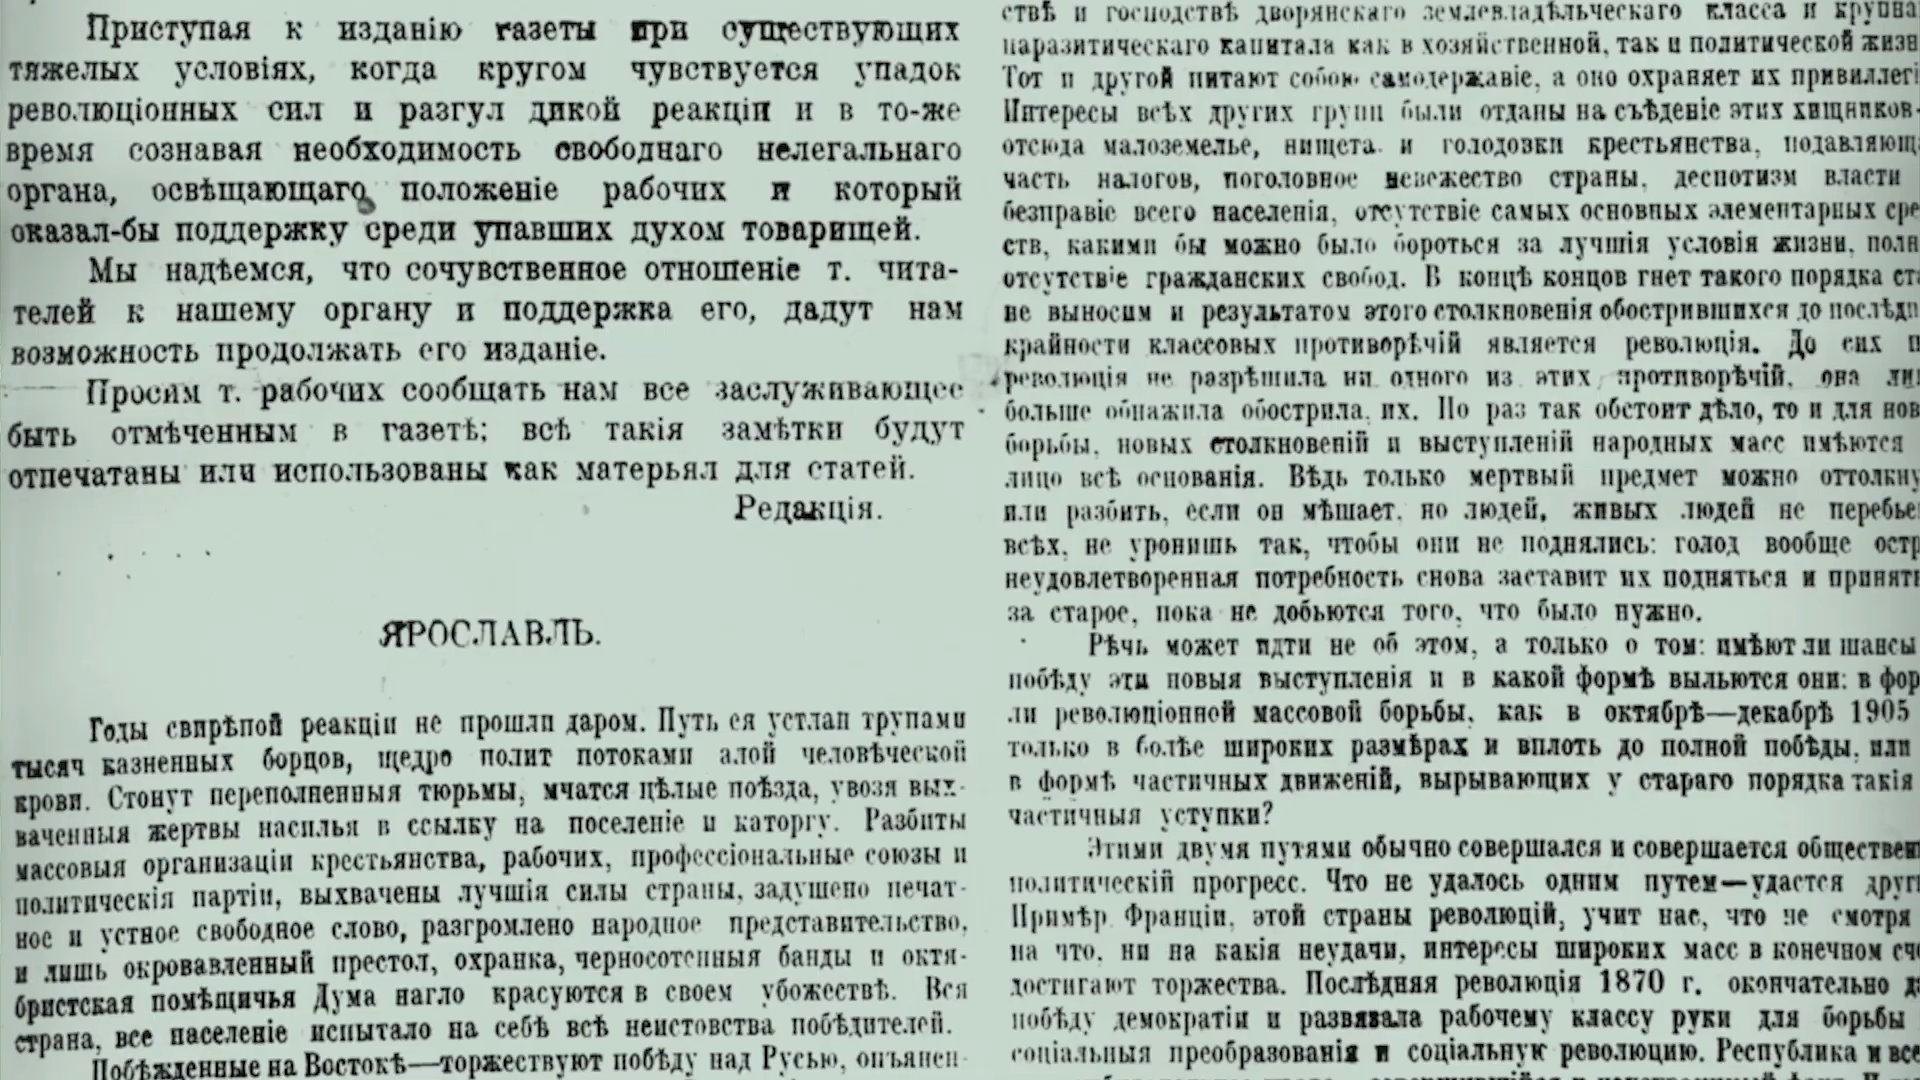 Приступая к изданію газеты при существующих
тяжелых условіях, когда кругом чувствуется упадок
революціонных сил и разгул дикой реакціи и в то-же
время сознавая необходимость свободнаго нелегальнаго
органа, освѣщающаго положеніе рабочих и который
оказал-бы поддержку среди упавших духом товарищей.
Мы надѣемся, что сочувственное отношеніе т. чита-
телей к нашему органу и поддержка его, дадут нам
возможность продолжать его изданіе.
Просим т. рабочих сообщать нам все заслуживающее
быть отмѣченным в газетѣ; всѣ такія замѣтки будут
отпечатаны или использованы как матерьял для статей.
Редакція.
ЯРОСЛАВЛЬ.
Годы свирѣпой реакціи не прошли даром. Путь ея устлан трупами
тысяч казненных борцов, щедро полит потоками алой человѣческой
крови. Стонут переполненныя тюрьмы, мчатся цѣлые поѣзда, увозя вых-
ваченныя жертвы насилья в ссылку на поселеніе и каторгу. Разбиты
массовыя организаціи крестьянства, рабочих, профессіональные союзы и
политическія партіи, выхвачены лучшія силы страны, задушено печат-
ное и устное свободное слово, разгромлено народное представительство,
и лишь окровавленный престол, охранка, черносотенныя банды и октя-
бристская помѣщичья Дума нагло красуются в своем убожествѣ. Вся
страна, все населеніе испытало на себѣ всѣ неистовства побѣдителей.
Побѣжденные на Востокѣ—торжествуют побѣду над Русью, опьянен-
ствѣ и господствѣ дворянскаго землевладѣльческаго класса и крупна
паразитическаго капитала как в хозяйственной, так и политической жизн
Тот и другой питают собою самодержавіе, а оно охраняет их привиллегі
Интересы всѣх других групп были отданы на съѣденіе этих хищников-
отсюда малоземелье, нищета и голодовки крестьянства, подавляющ
часть налогов, поголовное невежество страны, деспотизм власти
безправіе всего населенія, отсутствіе самых основных элементарных сре
ств, какими бы можно было бороться за лучшія условія жизни, полн
отсутствіе гражданских свобод. В концѣ концов гнет такого порядка ст
не выносим и результатом этого столкновенія обострившихся до послѣдн
крайности классовых противорѣчій является революція. До сих п
революція не разрѣшила ни одного из этих противорѣчій, она ли
больше обнажила обострила их. Но раз так обстоит дѣло, то и для нов
борьбы, новых столкновеній и выступленій народных масс имѣются
лицо всѣ основанія. Вѣдь только мертвый предмет можно оттолкну
или разбить, если он мѣшает, но людей, живых людей не перебье
всѣх, не уронишь так, чтобы они не поднялись: голод вообще остр
неудовлетворенная потребность снова заставит их подняться и принять
за старое, пока не добьются того, что было нужно.
Рѣчь может идти не об этом, а только о том: имѣют ли шансы
побѣду эти новыя выступленія и в какой формѣ выльются они: в фор
ли революціонной массовой борьбы, как в октябрѣ—декабрѣ 1905
только в болѣе широких размѣрах и вплоть до полной побѣды, или
в формѣ частичных движеній, вырывающих у стараго порядка такія
частичныя уступки?
Этими двумя путями обычно совершался и совершается обществен
политическій прогресс. Что не удалось одним путем—удастся друг
Примѣр Франціи, этой страны революцій, учит нас, что не смотря
на что, ни на какія неудачи, интересы широких масс в конечном сч
достигают торжества. Послѣдняя революція 1870 г. окончательно д
побѣду демократіи и развязала рабочему классу руки для борьбы
соціальныя преобразованія и соціальную революцію. Республика и все